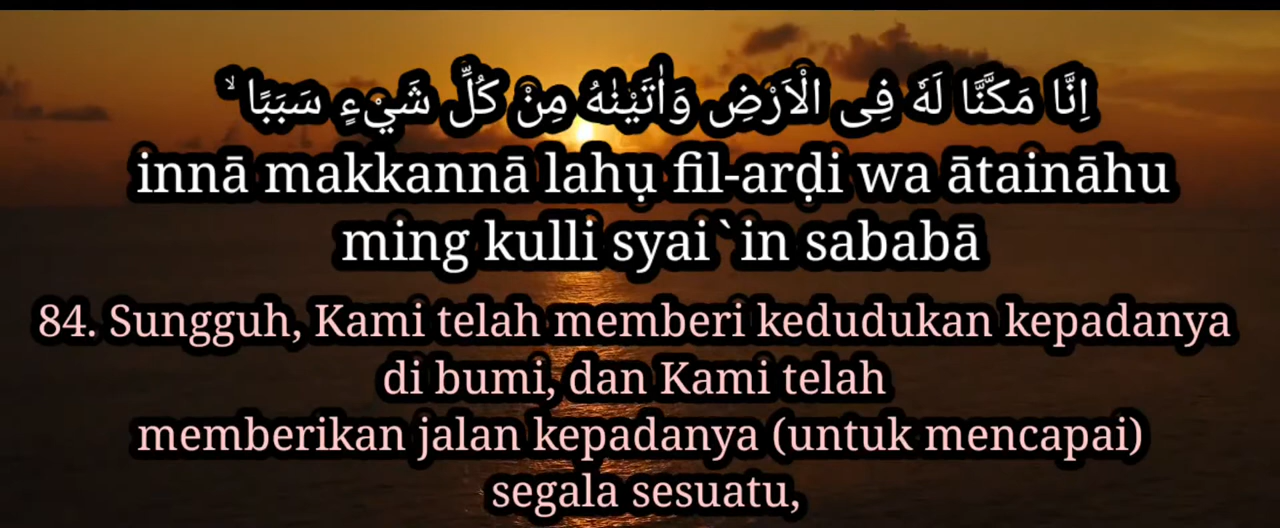 اِنَّا مَكَّنَّا لَهٗ فِى الْاَرْضِ وَاٰتَيْنٰهُ مِنْ كُلِّ شَيْءٍ سَبَبًا ۙ
innā makkannā lahụ fil-arḍi wa ātaināhu
ming kulli syai`in sababā
84. Sungguh, Kami telah memberi kedudukan kepadanya
di bumi, dan Kami telah
memberikan jalan kepadanya (untuk mencapai)
segala sesuatu,